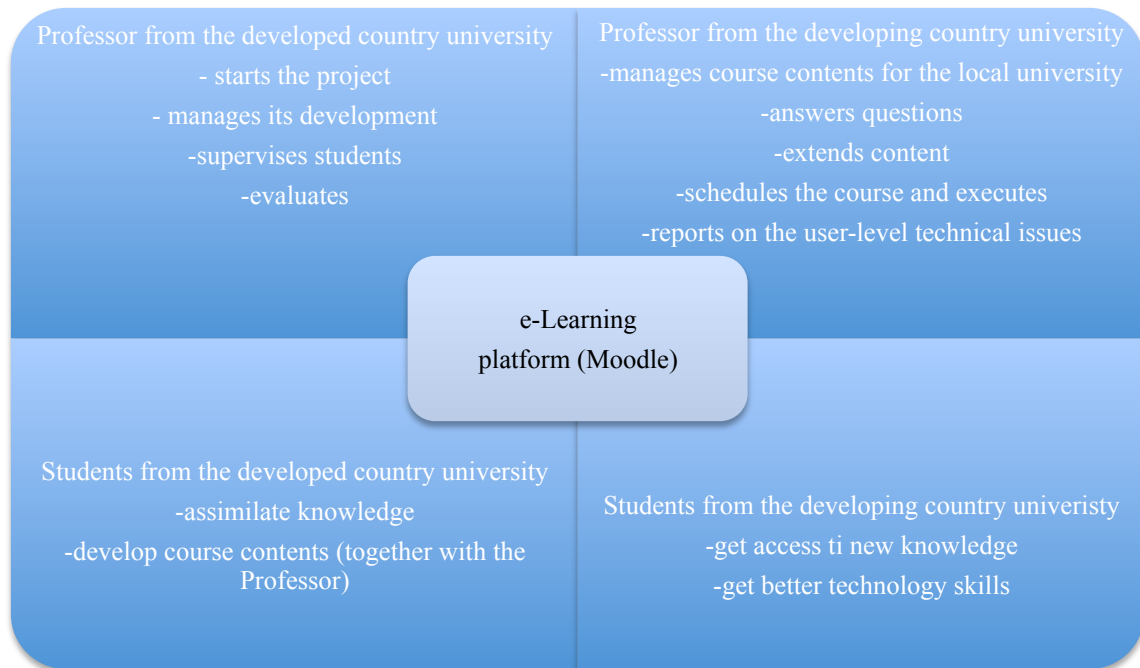 Professor from the developed country university
- starts the project
- manages its development
-supervises students
-evaluates
Professor from the developing country university
-manages course contents for the local university
-answers questions
-extends content
-schedules the course and executes
-reports on the user-level technical issues
e-Learning
platform (Moodle)
Students from the developed country university
-assimilate knowledge
-develop course contents (together with the
Professor)
Students from the developing country univeristy
-get access ti new knowledge
-get better technology skills